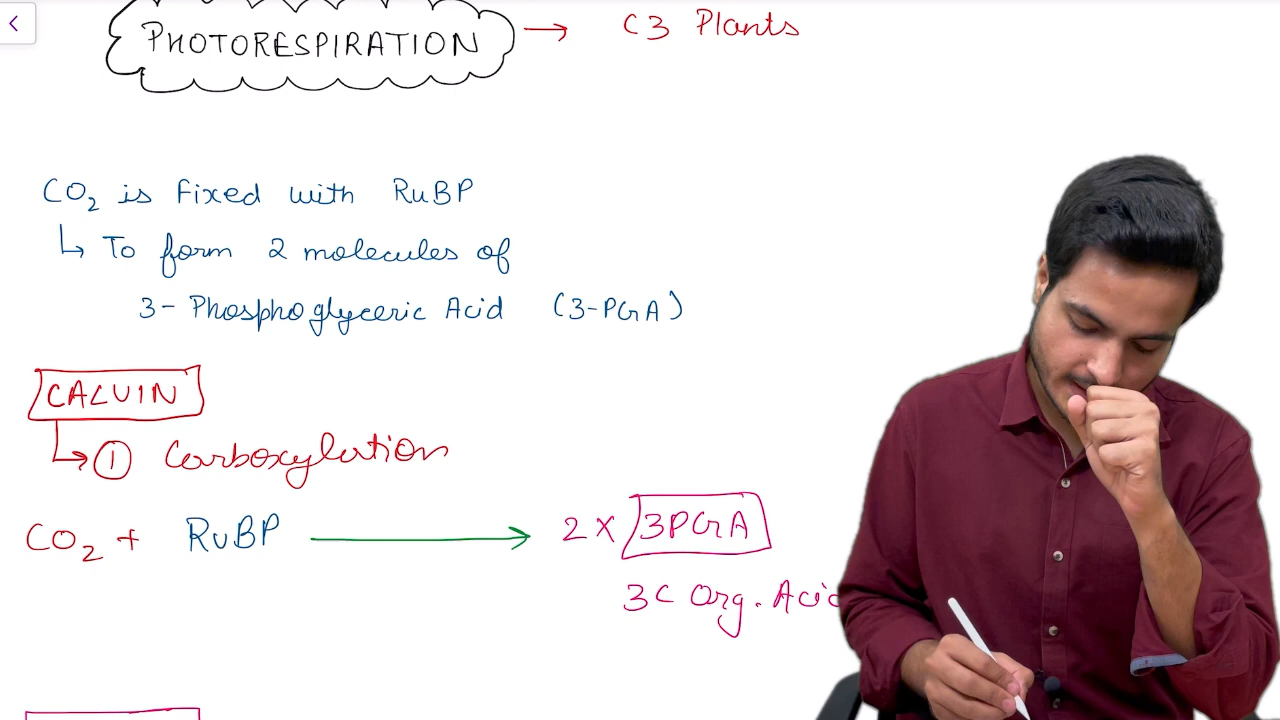 PHOTORESPIRATION → C3 Plants
CO₂ is fixed with RuBP
↳ To form 2 molecules of
3- Phosphoglyceric Acid (3-PGA)
CALVIN
↳ ① Carboxylation
CO₂ + RuBP → 2 X 3PGA
3C Org. Acid